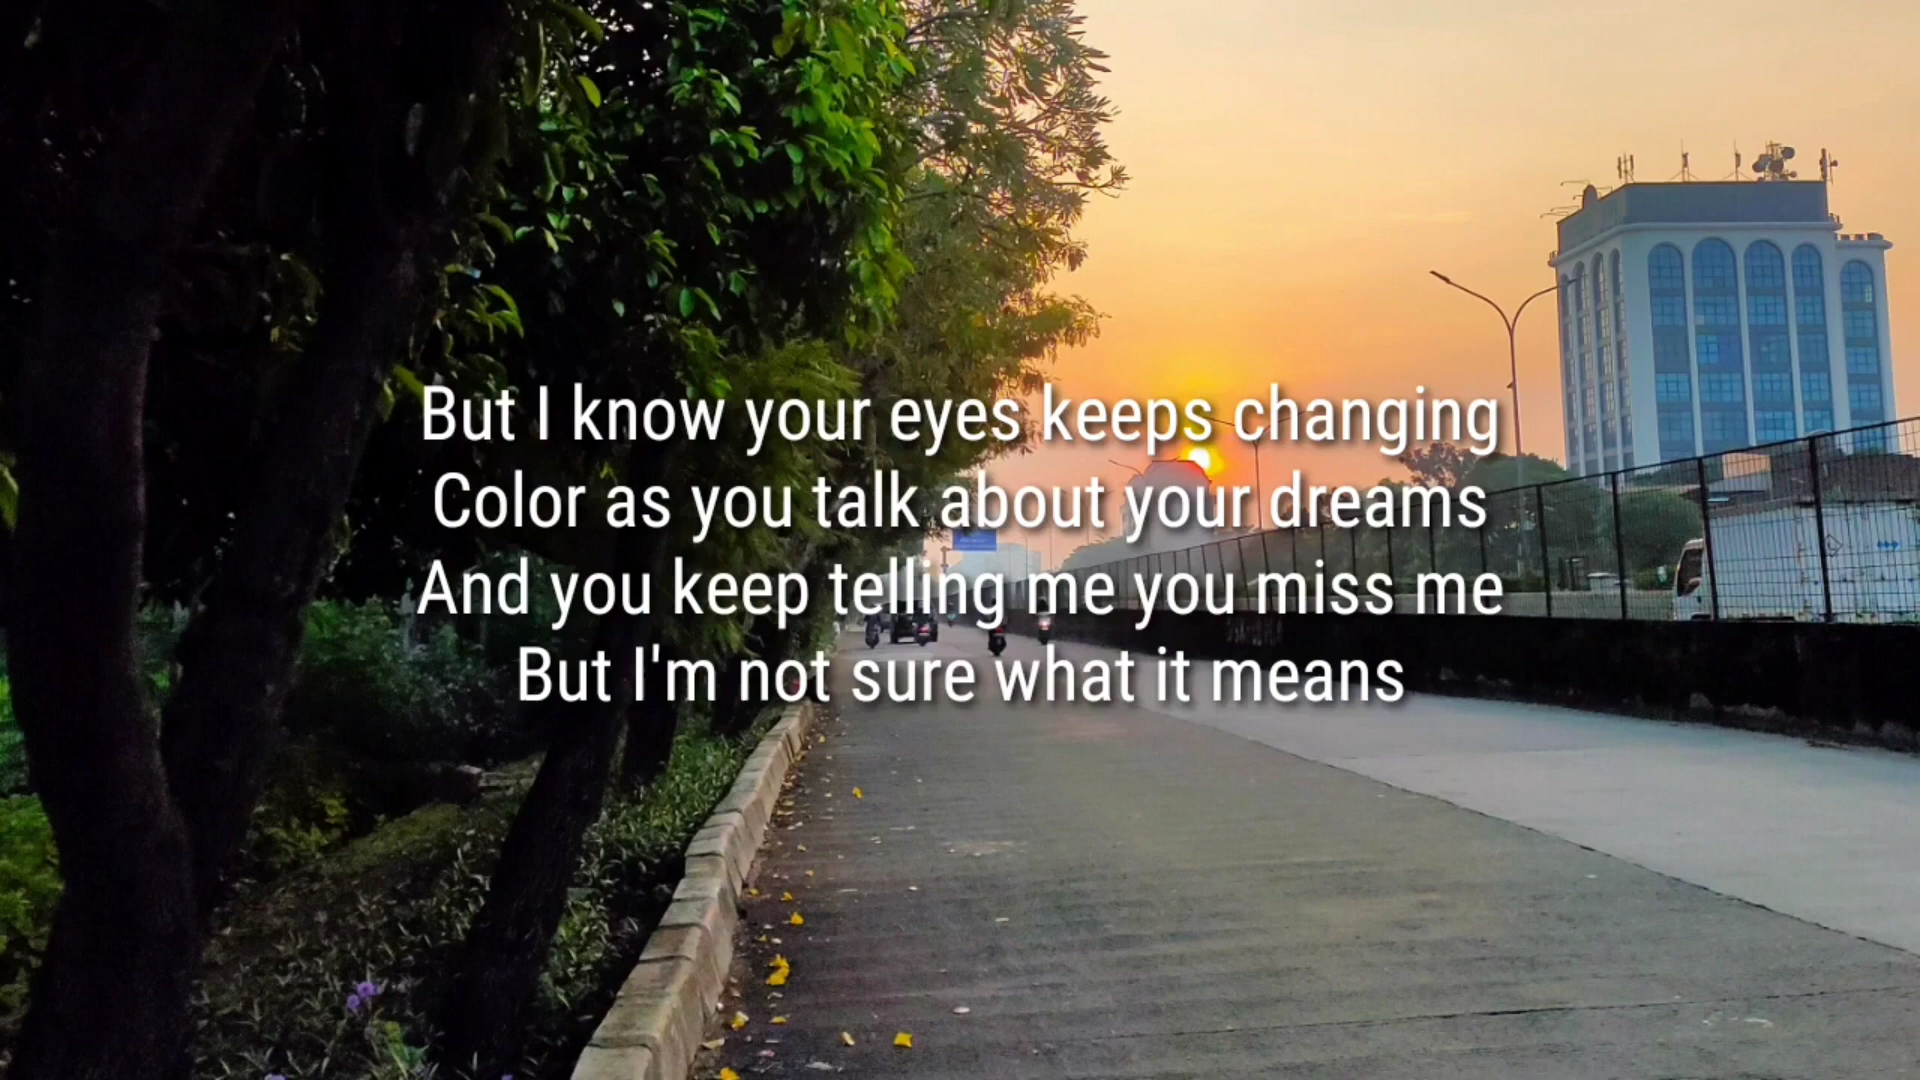 But I know your eyes keeps changing
Color as you talk about your dreams
And you keep telling me you miss me
But I'm not sure what it means